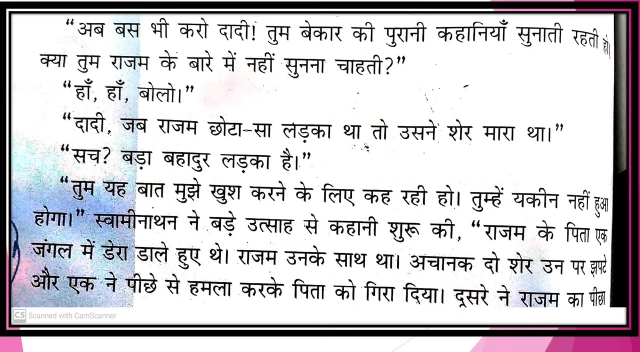 “अब बस भी करो दादी! तुम बेकार की पुरानी कहानियाँ सुनाती रहती हो।
क्या तुम राजम के बारे में नहीं सुनना चाहती?”
“हाँ, हाँ, बोलो।”
“दादी, जब राजम छोटा-सा लड़का था तो उसने शेर मारा था।”
“सच? बड़ा बहादुर लड़का है।”
“तुम यह बात मुझे खुश करने के लिए कह रही हो। तुम्हें यकीन नहीं हुआ
होगा।” स्वामीनाथन ने बड़े उत्साह से कहानी शुरू की, “राजम के पिता एक
जंगल में डेरा डाले हुए थे। राजम उनके साथ था। अचानक दो शेर उन पर झपटे
और एक ने पीछे से हमला करके पिता को गिरा दिया। दूसरे ने राजम का पीछा
CS Scanned with CamScanner